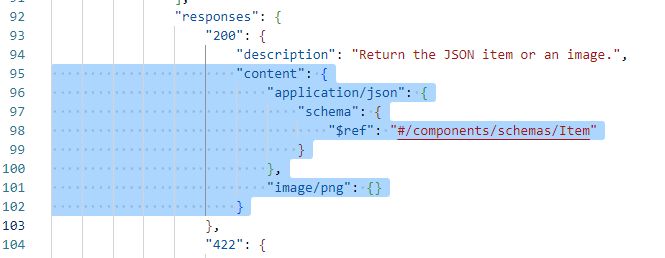 91 ],
92 "responses": {
93 "200": {
94 "description": "Return the JSON item or an image.",
95 "content": {
96 "application/json": {
97 "schema": {
98 "$ref": "#/components/schemas/Item"
99 }
100 },
101 "image/png": {}
102 }
103 },
104 "422": {